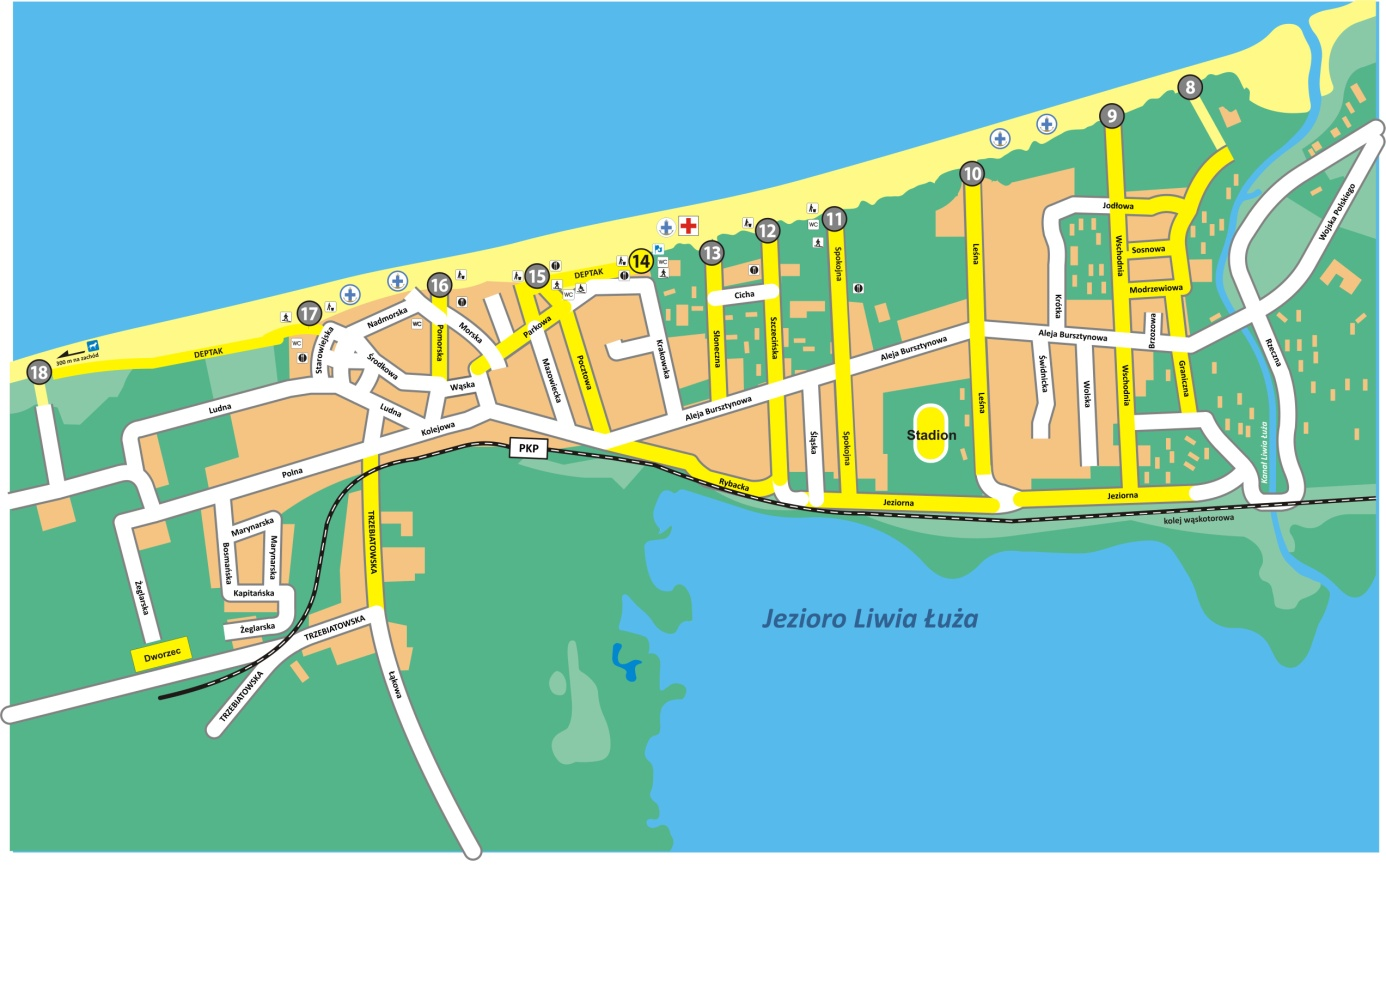 8
9
10
11
12
13
14
15
16
17
18
300 m na zachód
DEPTAK
DEPTAK
WC
WC
WC
WC
WC
Wojska Polskiego
Jodłowa
Sosnowa
Modrzewiowa
Wschodnia
Wschodnia
Leśna
Leśna
Spokojna
Spokojna
Krótka
Cicha
Słoneczna
Szczecińska
Aleja Bursztynowa
Aleja Bursztynowa
Aleja Bursztynowa
Brzozowa
Graniczna
Rzeczna
Świdnicka
Wolska
Śląska
Krakowska
Pocztowa
Mazowiecka
Parkowa
Morska
Pomorska
Nadmorska
Starowiejska
Środkowa
Wąska
Ludna
Ludna
Kolejowa
Polna
PKP
Stadion
Rybacka
Jeziorna
Jeziorna
kolej wąskotorowa
Kanał Liwia Łuża
Marynarska
Marynarska
Bosmańska
Kapitańska
Żeglarska
Żeglarska
Dworzec
TRZEBIATOWSKA
TRZEBIATOWSKA
TRZEBIATOWSKA
Łąkowa
Jezioro Liwia Łuża